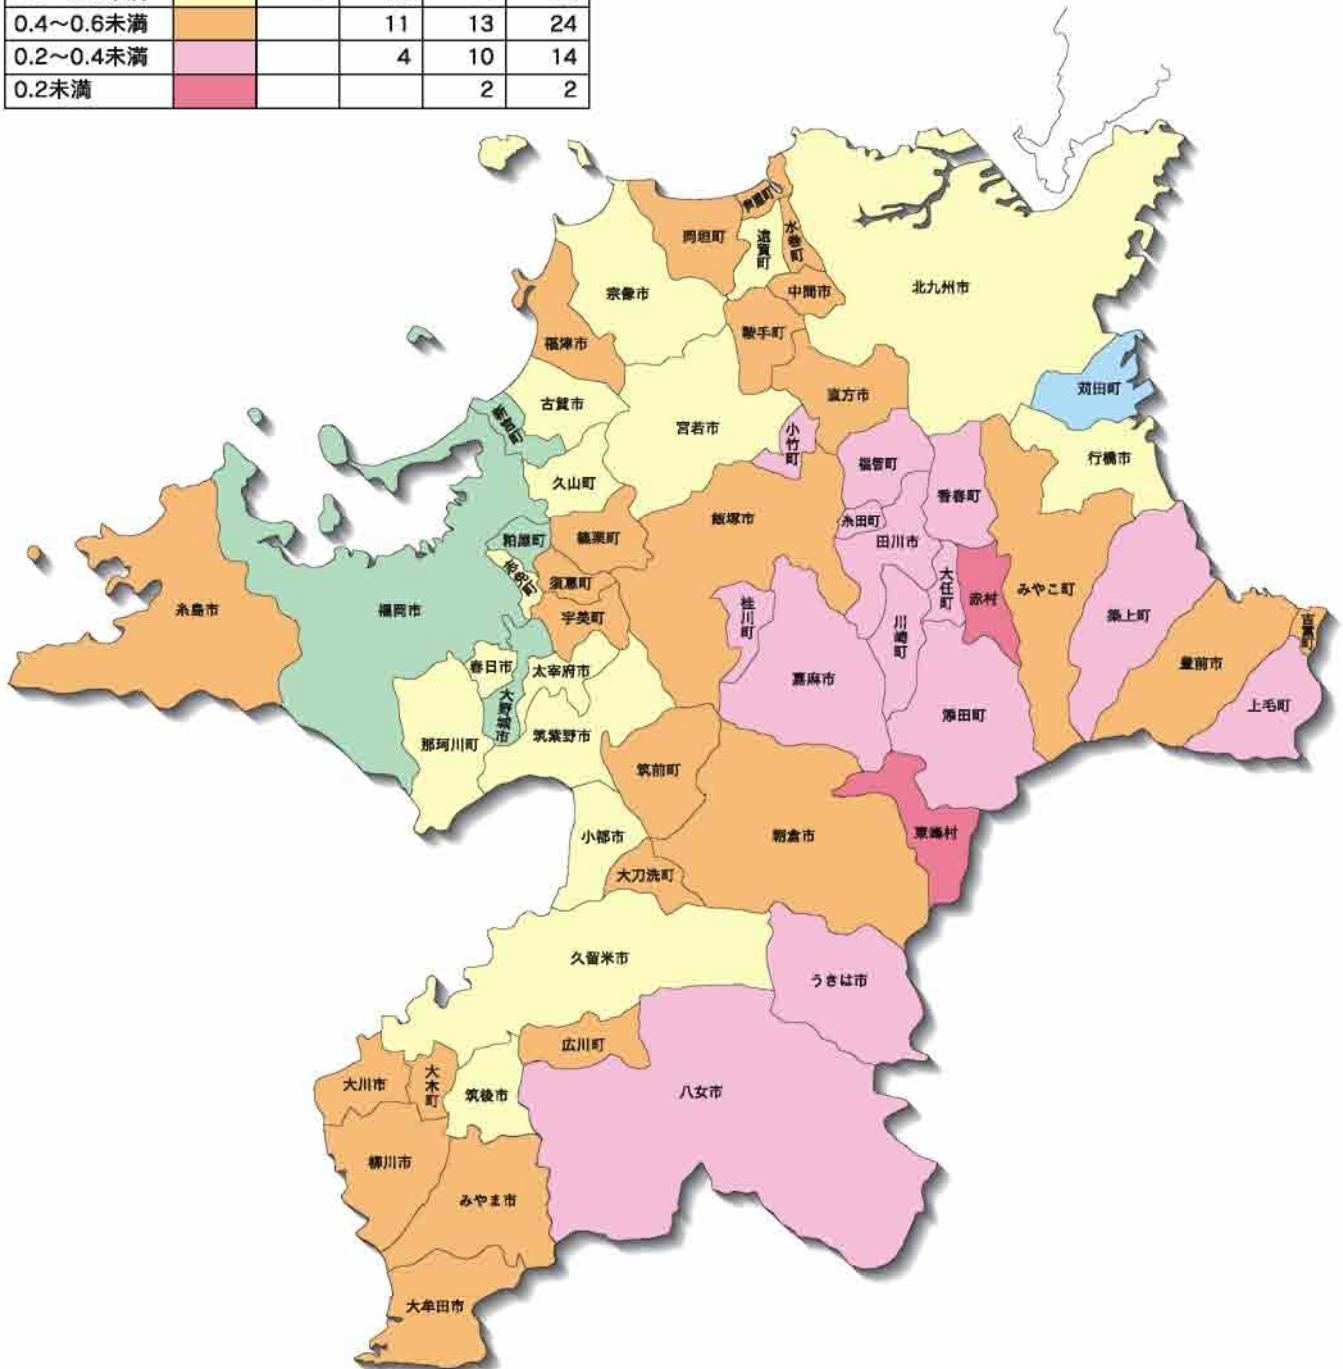 0.4～0.6未満 11 13 24
0.2～0.4未満 4 10 14
0.2未満 2 2
芦屋町
岡垣町
遠賀町
水巻町
宗像市
中間市
北九州市
鞍手町
福津市
苅田町
直方市
古賀市
新宮町
宮若市
小竹町
行橋市
福智町
久山町
香春町
飯塚市
糸田町
粕屋町
篠栗町
田川市
志免町
須恵町
大任町
みやこ町
赤村
糸島市
福岡市
宇美町
桂川町
川崎町
築上町
吉富町
春日市
太宰府市
豊前市
嘉麻市
大野城市
添田町
上毛町
那珂川町
筑紫野市
筑前町
小郡市
朝倉市
東峰村
大刀洗町
久留米市
うきは市
広川町
大川市
大木町
筑後市
八女市
柳川市
みやま市
大牟田市